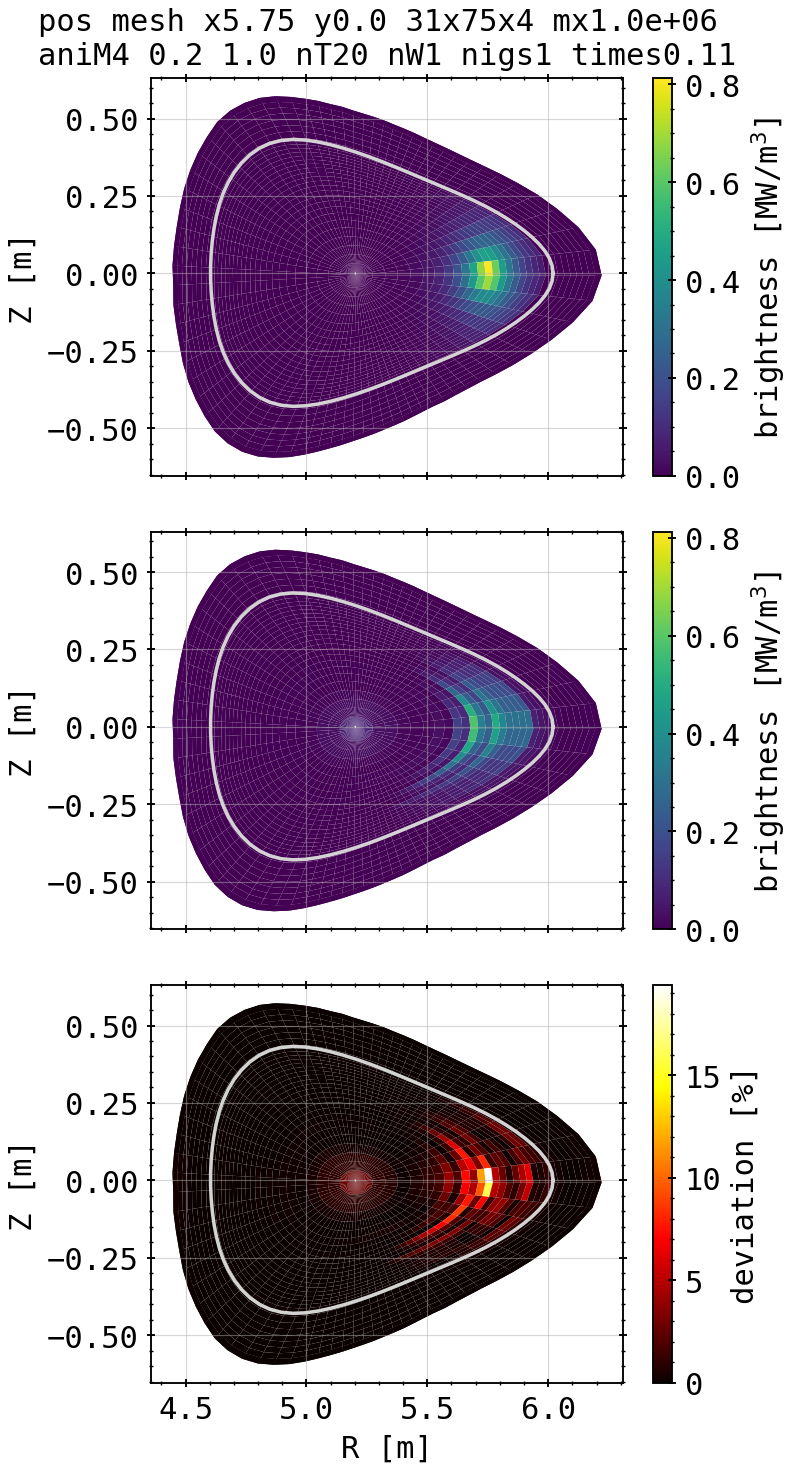 pos mesh x5.75 y0.0 31x75x4 mx1.0e+06
aniM4 0.2 1.0 nT20 nW1 nigs1 times0.11
0.50
0.25
0.00
−0.25
−0.50
Z [m]
0.8
0.6
0.4
0.2
0.0
brightness [MW/m³]
0.50
0.25
0.00
−0.25
−0.50
Z [m]
0.8
0.6
0.4
0.2
0.0
brightness [MW/m³]
0.50
0.25
0.00
−0.25
−0.50
Z [m]
15
10
5
0
deviation [%]
4.5 5.0 5.5 6.0
R [m]